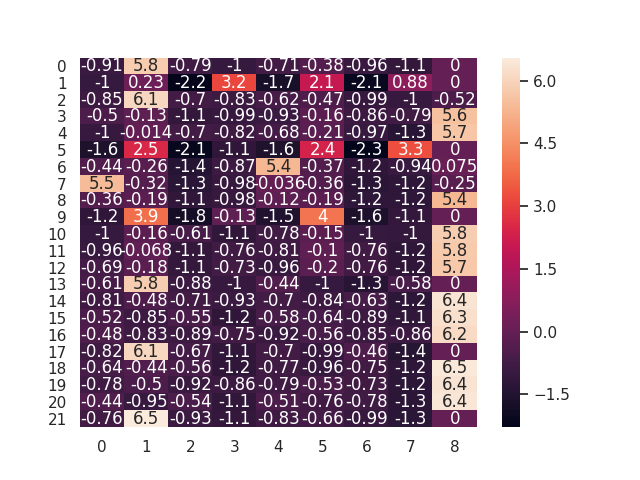 0 -0.91 5.8 -0.79 -1 -0.71 -0.38 -0.96 -1.1 0
1 -1 0.23 -2.2 3.2 -1.7 2.1 -2.1 0.88 0
2 -0.85 6.1 -0.7 -0.83 -0.62 -0.47 -0.99 -1 -0.52
3 -0.5 -0.13 -1.1 -0.99 -0.93 -0.16 -0.86 -0.79 5.6
4 -1 -0.014 -0.7 -0.82 -0.68 -0.21 -0.97 -1.3 5.7
5 -1.6 2.5 -2.1 -1.1 -1.6 2.4 -2.3 3.3 0
6 -0.44 -0.26 -1.4 -0.87 5.4 -0.37 -1.2 -0.94 0.075
7 5.5 -0.32 -1.3 -0.98 -0.036 -0.36 -1.3 -1.2 -0.25
8 -0.36 -0.19 -1.1 -0.98 -0.12 -0.19 -1.2 -1.2 5.4
9 -1.2 3.9 -1.8 -0.13 -1.5 4 -1.6 -1.1 0
10 -1 -0.16 -0.61 -1.1 -0.78 -0.15 -1 -1 5.8
11 -0.96 -0.068 -1.1 -0.76 -0.81 -0.1 -0.76 -1.2 5.8
12 -0.69 -0.18 -1.1 -0.73 -0.96 -0.2 -0.76 -1.2 5.7
13 -0.61 5.8 -0.88 -1 -0.44 -1 -1.3 -0.58 0
14 -0.81 -0.48 -0.71 -0.93 -0.7 -0.84 -0.63 -1.2 6.4
15 -0.52 -0.85 -0.55 -1.2 -0.58 -0.64 -0.89 -1.1 6.3
16 -0.48 -0.83 -0.89 -0.75 -0.92 -0.56 -0.85 -0.86 6.2
17 -0.82 6.1 -0.67 -1.1 -0.7 -0.99 -0.46 -1.4 0
18 -0.64 -0.44 -0.56 -1.2 -0.77 -0.96 -0.75 -1.2 6.5
19 -0.78 -0.5 -0.92 -0.86 -0.79 -0.53 -0.73 -1.2 6.4
20 -0.44 -0.95 -0.54 -1.1 -0.51 -0.76 -0.78 -1.2 6.4
21 -0.76 6.5 -0.93 -1.1 -0.83 -0.66 -0.99 -1.3 0
0 1 2 3 4 5 6 7 8
6.0
4.5
3.0
1.5
0.0
−1.5